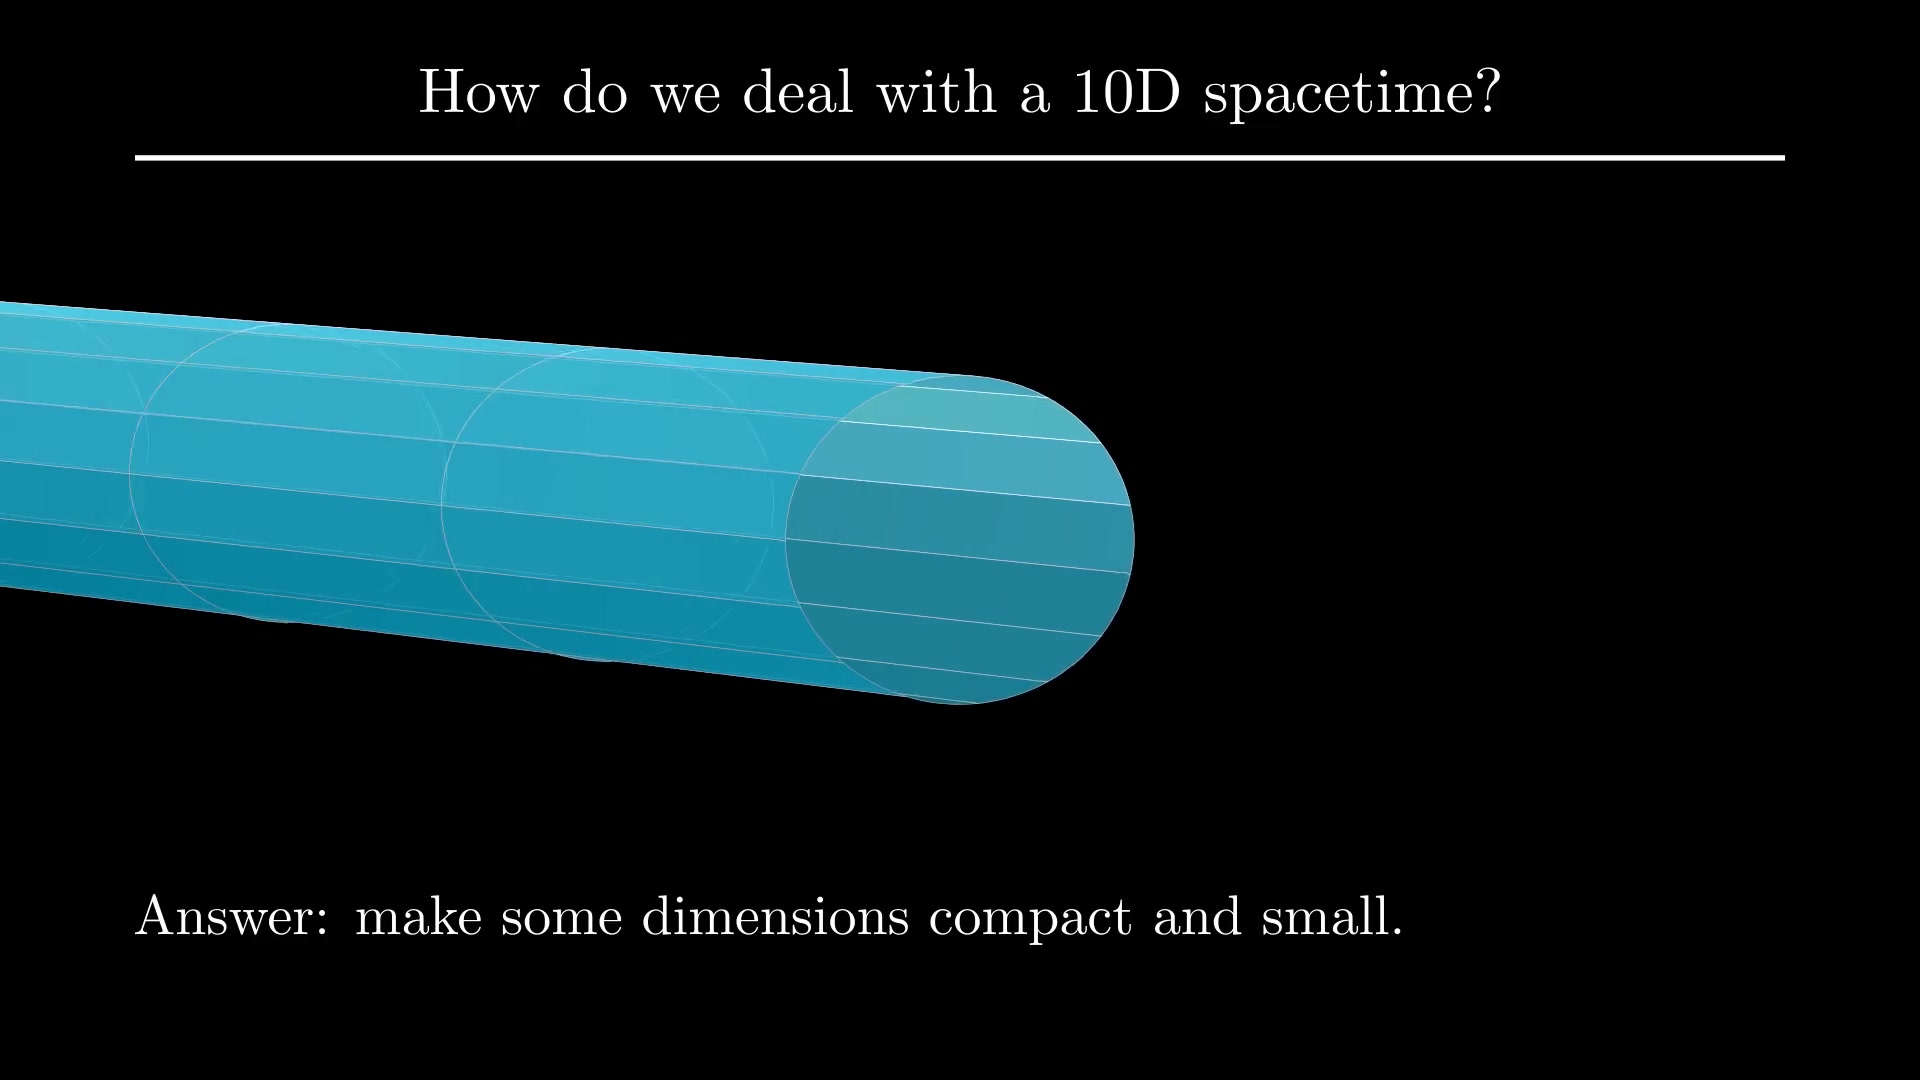 How do we deal with a 10D spacetime?
Answer: make some dimensions compact and small.